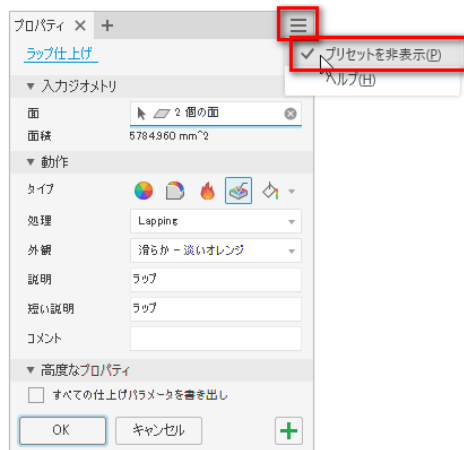 プロパティ × +
プリセットを非表示(P)
ラップ仕上げ
ヘルプ(H)
▼ 入力ジオメトリ
面 2 個の面
面積 5784.960 mm^2
▼ 動作
タイプ
処理 Lapping
外観 滑らか - 淡いオレンジ
説明 ラップ
短い説明 ラップ
コメント
▼ 高度なプロパティ
すべての仕上げパラメータを書き出し
OK キャンセル +